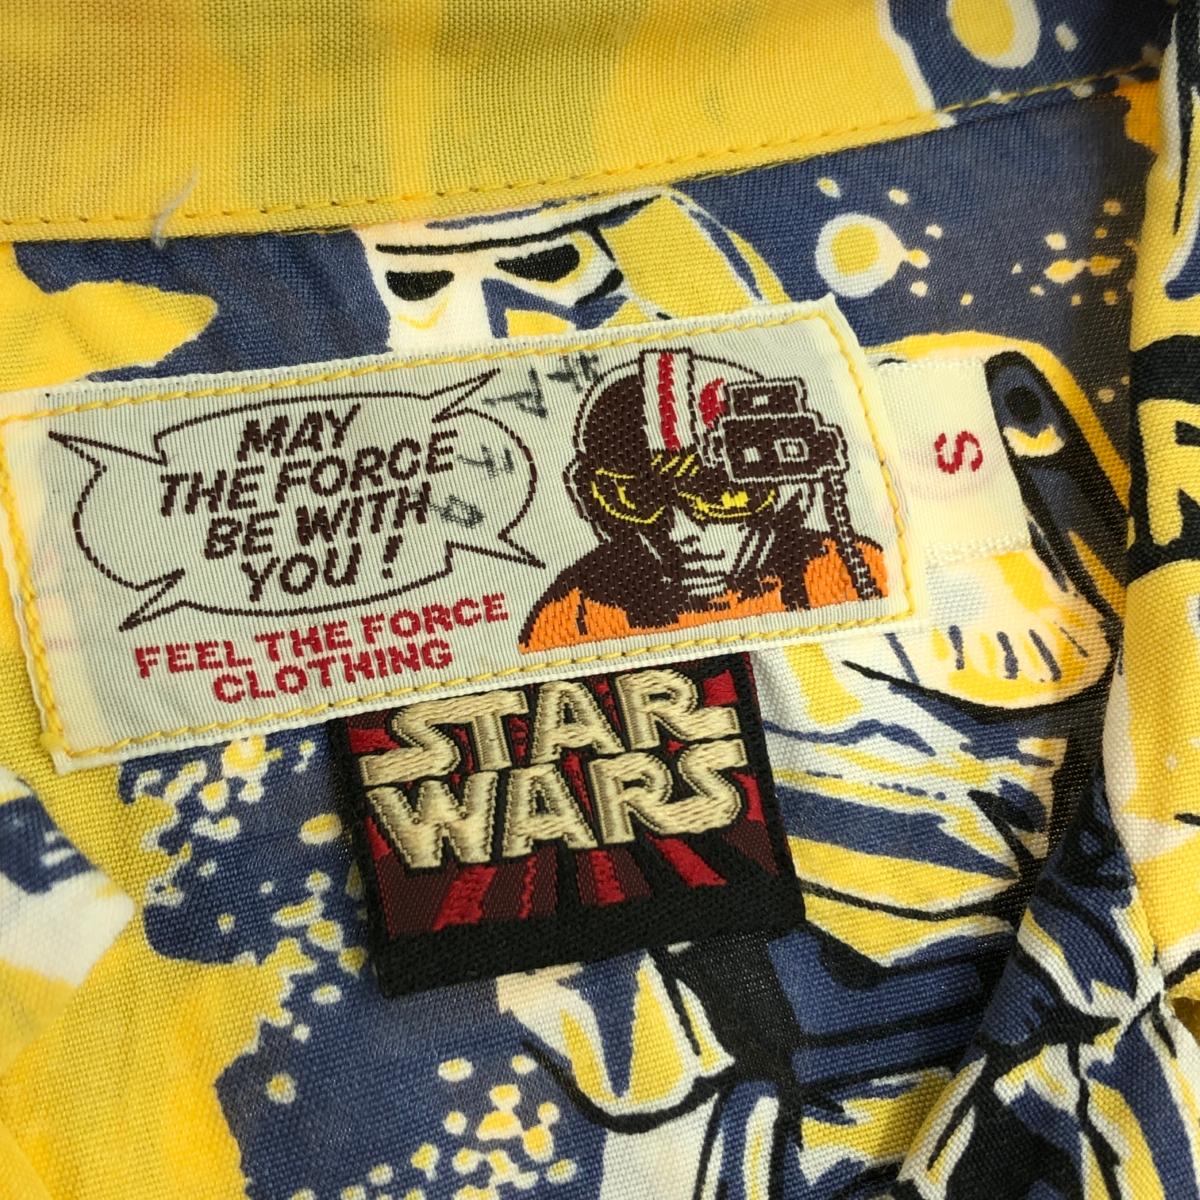 MAY
THE FORCE
BE WITH
YOU !
FEEL THE FORCE
CLOTHING
S
STAR
WARS